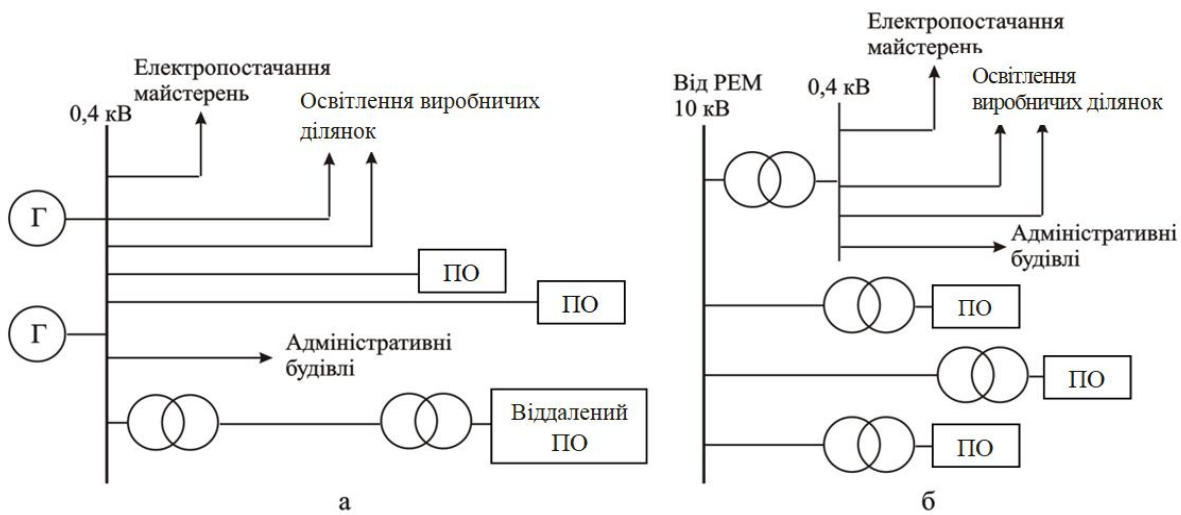 Електропостачання
майстерень
0,4 кВ
Освітлення виробничих
ділянок
Г
ПО
ПО
Г
Адміністративні
будівлі
Віддалений
ПО
а
Електропостачання
майстерень
Від РЕМ
10 кВ
0,4 кВ
Освітлення
виробничих ділянок
Адміністративні
будівлі
ПО
ПО
ПО
б